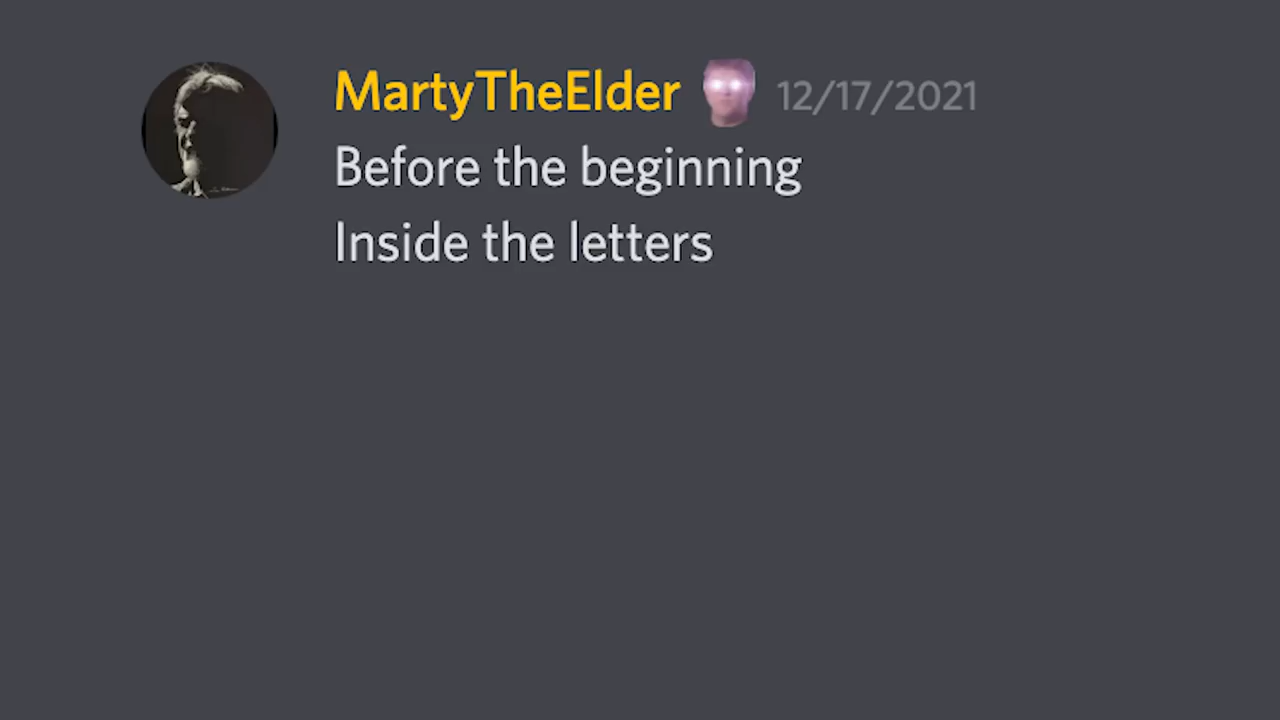 MartyTheElder 12/17/2021
Before the beginning
Inside the letters